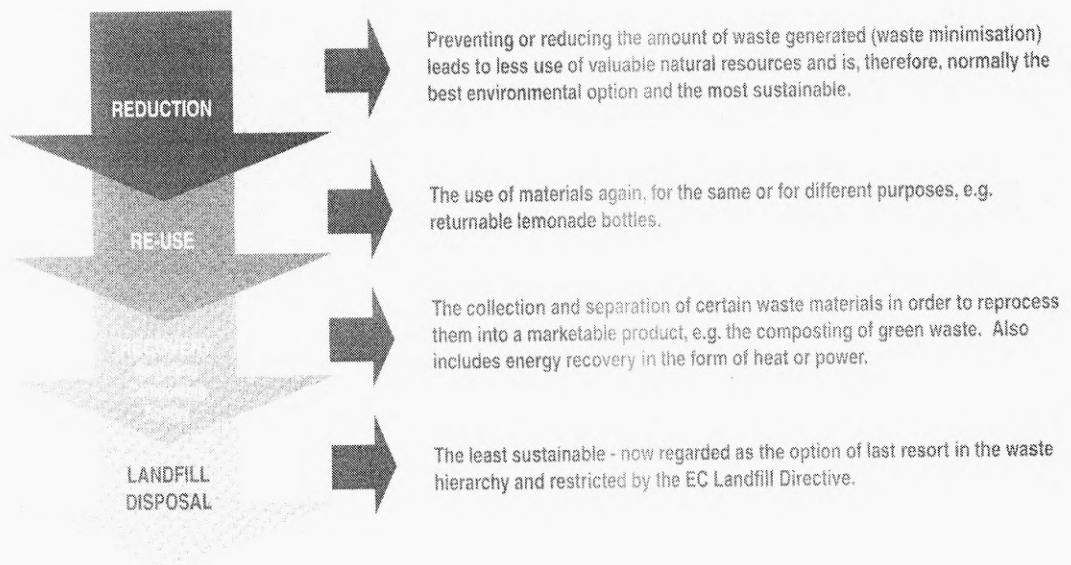 REDUCTION
Preventing or reducing the amount of waste generated (waste minimisation)
leads to less use of valuable natural resources and is, therefore, normally the
best environmental option and the most sustainable.
RE-USE
The use of materials again, for the same or for different purposes, e.g.
returnable lemonade bottles.
The collection and separation of certain waste materials in order to reprocess
them into a marketable product, e.g. the composting of green waste. Also
includes energy recovery in the form of heat or power.
LANDFILL
DISPOSAL
The least sustainable - now regarded as the option of last resort in the waste
hierarchy and restricted by the EC Landfill Directive.